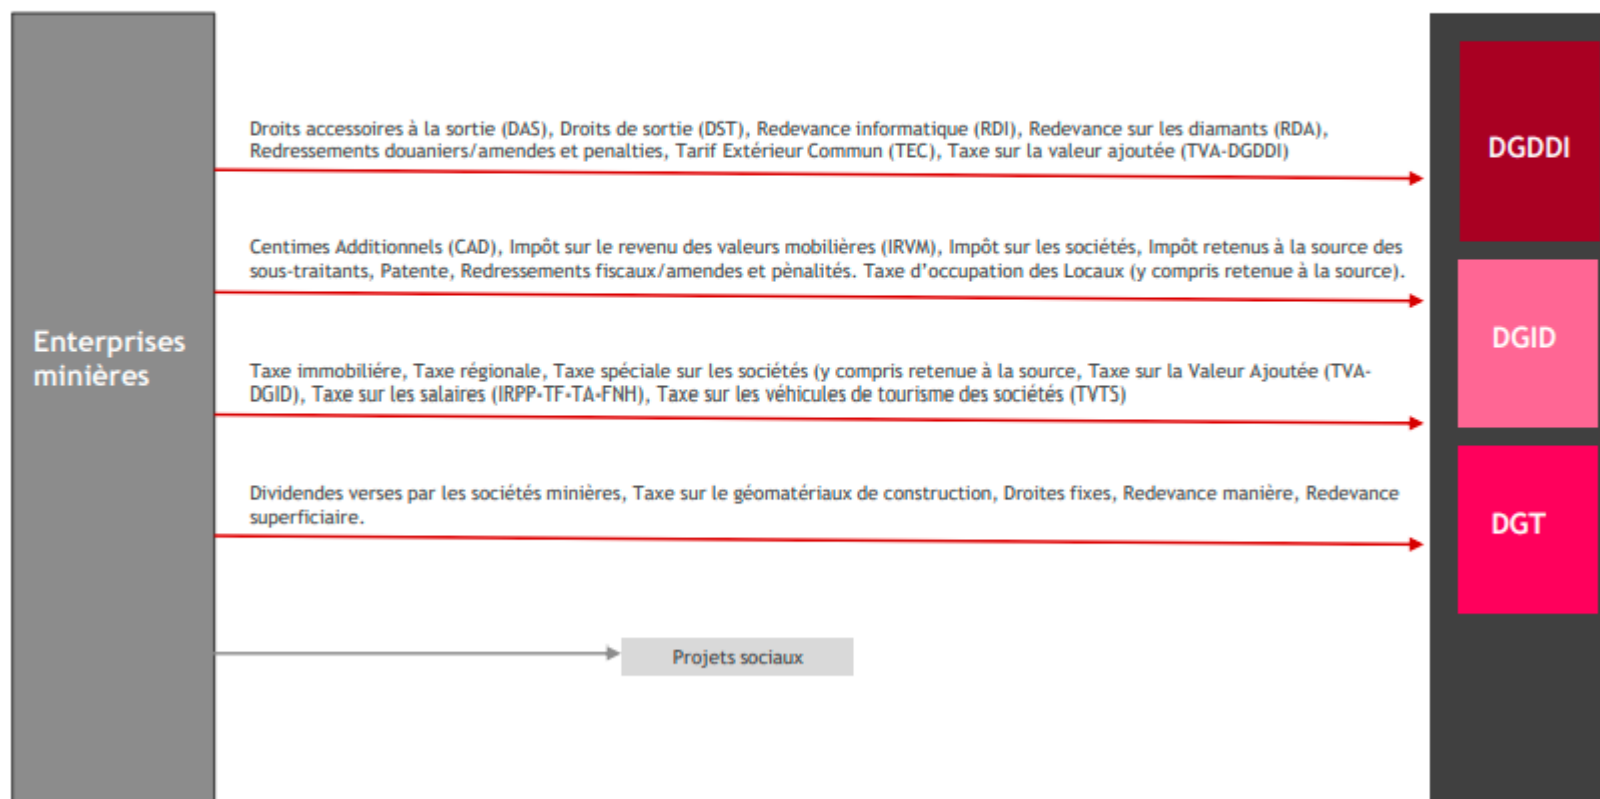 Droits accessoires à la sortie (DAS), Droits de sortie (DST), Redevance informatique (RDI), Redevance sur les diamants (RDA),
Redressements douaniers/amendes et penalties, Tarif Extérieur Commun (TEC), Taxe sur la valeur ajoutée (TVA-DGDDI)
DGDDI
Centimes Additionnels (CAD), Impôt sur le revenu des valeurs mobilières (IRVM), Impôt sur les sociétés, Impôt retenus à la source des
sous-traitants, Patente, Redressements fiscaux/amendes et pènalités. Taxe d'occupation des Locaux (y compris retenue à la source).
Enterprises
minières
DGID
Taxe immobiliére, Taxe régionale, Taxe spéciale sur les sociétés (y compris retenue à la source, Taxe sur la Valeur Ajoutée (TVA-
DGID), Taxe sur les salaires (IRPP-TF-TA-FNH), Taxe sur les véhicules de tourisme des sociétés (TVTS)
Dividendes verses par les sociétés minières, Taxe sur le géomatériaux de construction, Droites fixes, Redevance manière, Redevance
superficiaire.
DGT
Projets sociaux